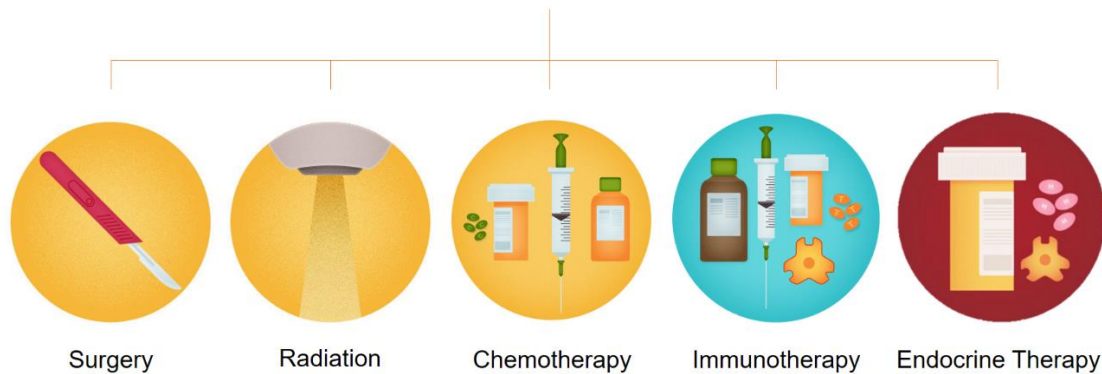 Surgery
Radiation
Chemotherapy
Immunotherapy
Endocrine Therapy